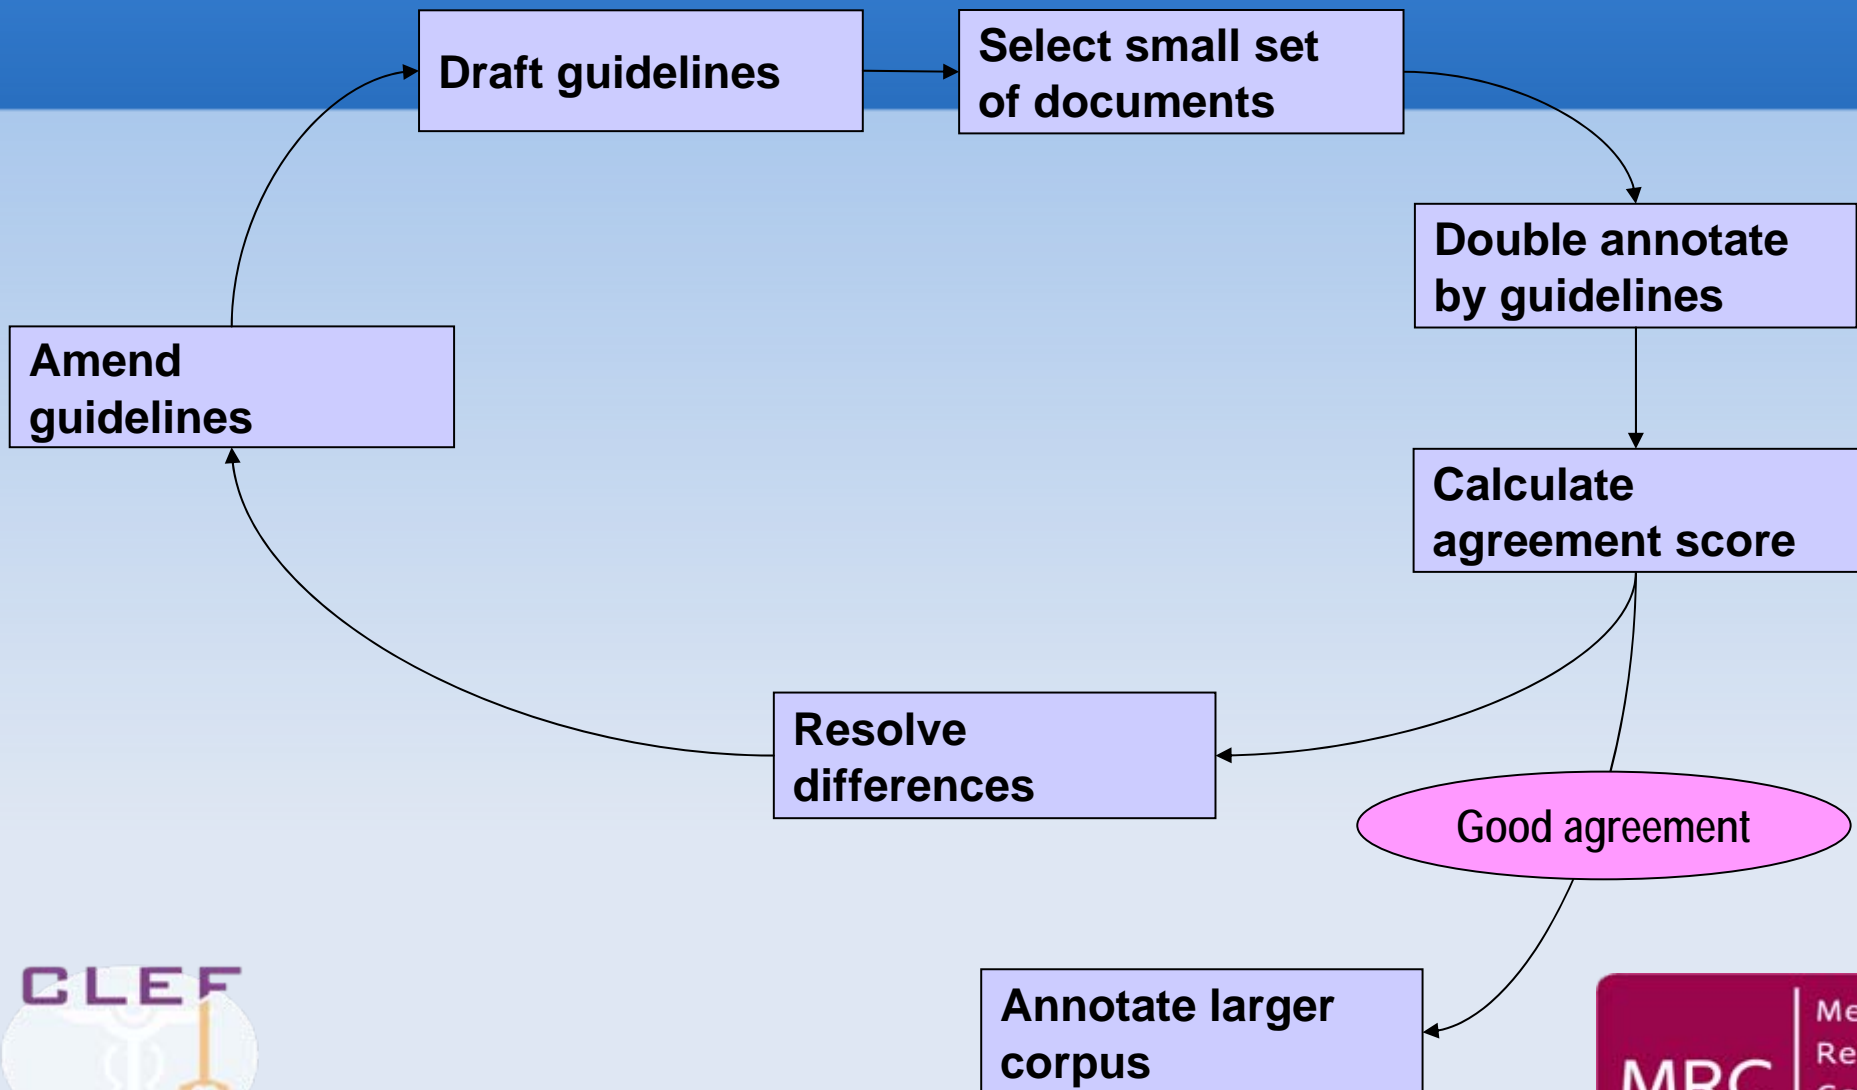 Draft guidelines
Select small set
of documents
Double annotate
by guidelines
Amend
guidelines
Calculate
agreement score
Resolve
differences
Good agreement
Annotate larger
corpus
CLEF
MRC